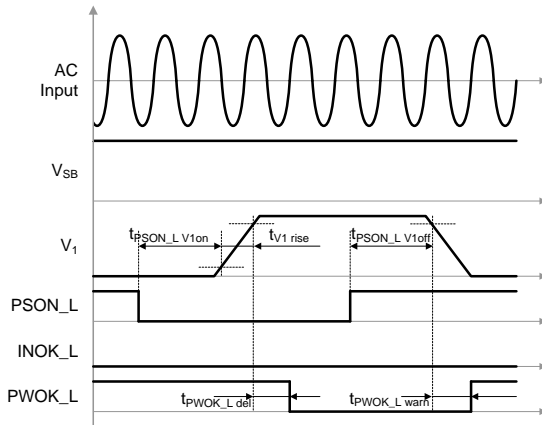 AC
Input
VSB
tPSON_L V1on
tV1 rise
tPSON_L V1off
V1
PSON_L
INOK_L
PWOK_L
tPWOK_L del
tPWOK_L warn